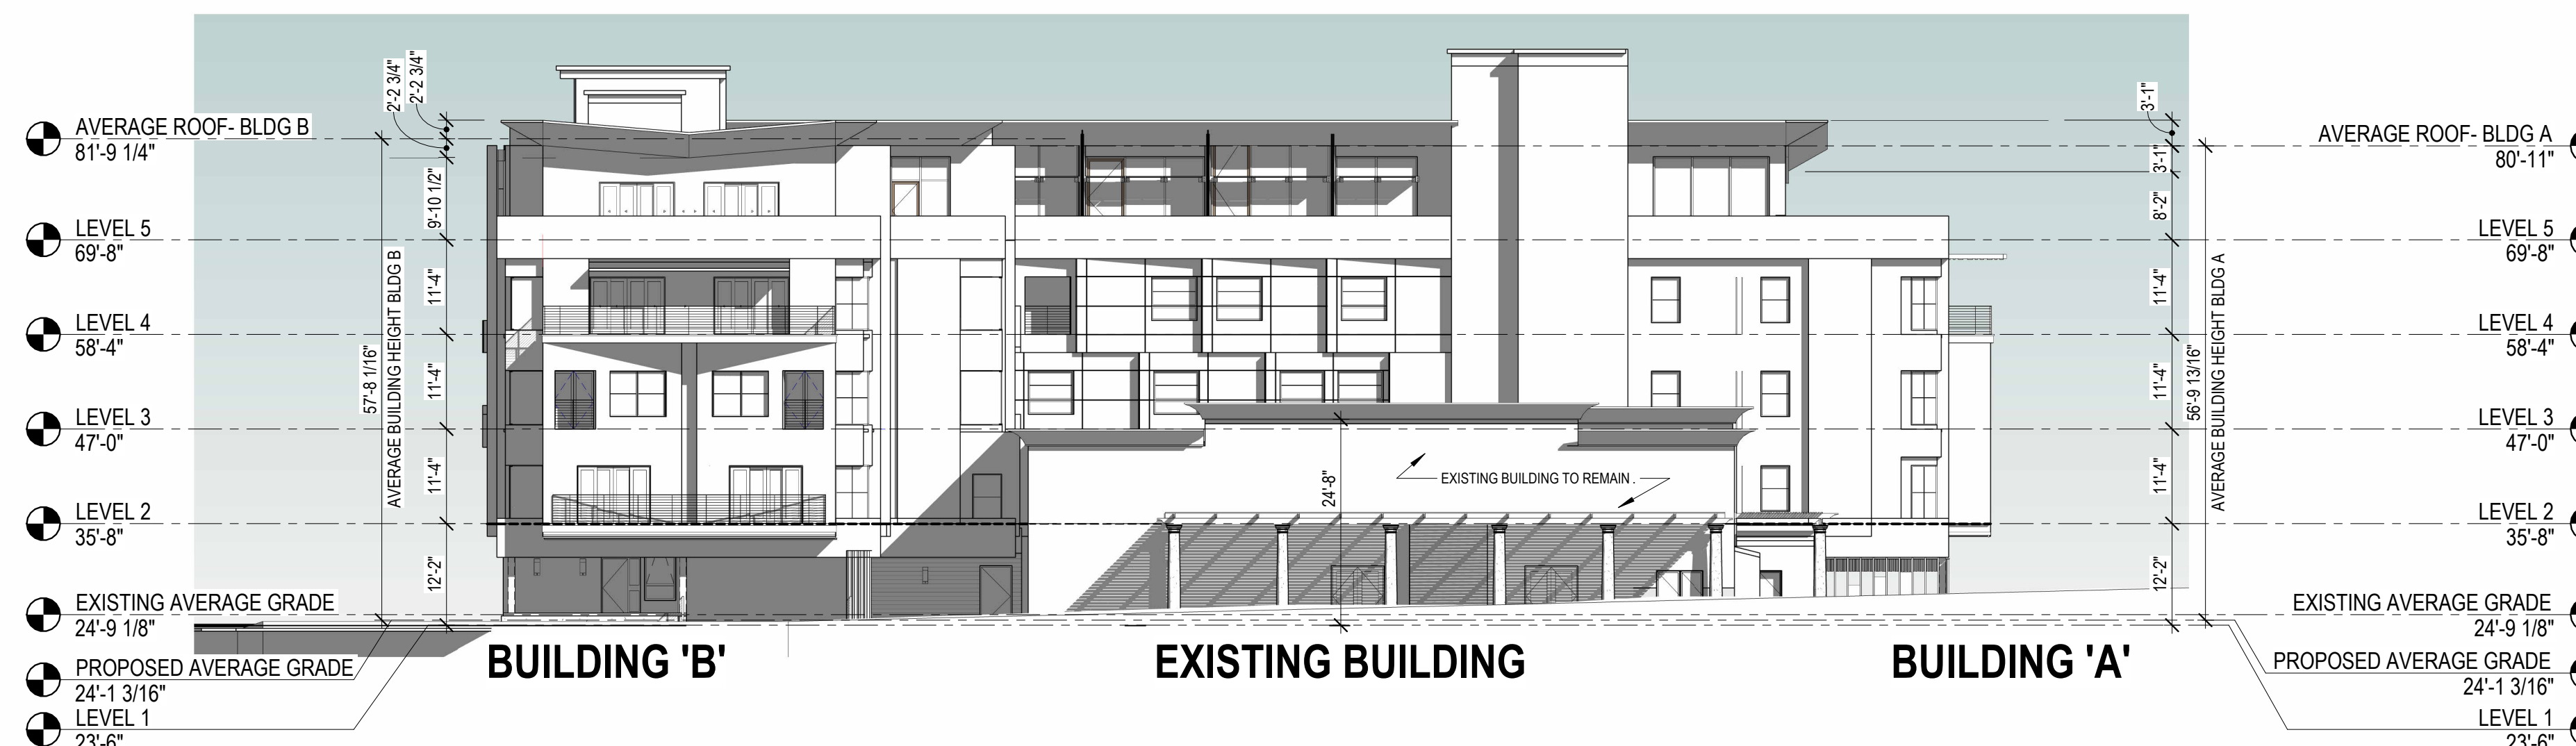 AVERAGE ROOF- BLDG B
81'-9 1/4"
LEVEL 5
69'-8"
LEVEL 4
58'-4"
LEVEL 3
47'-0"
LEVEL 2
35'-8"
EXISTING AVERAGE GRADE
24'-9 1/8"
PROPOSED AVERAGE GRADE
24'-1 3/16"
LEVEL 1
23'-6"
57'-8 1/16"
AVERAGE BUILDING HEIGHT BLDG B
2'-2 3/4"
2'-2 3/4"
9'-10 1/2"
11'-4"
11'-4"
11'-4"
12'-2"
24'-8"
EXISTING BUILDING TO REMAIN .
BUILDING 'B'
EXISTING BUILDING
BUILDING 'A'
3'-1"
3'-1"
8'-2"
11'-4"
11'-4"
11'-4"
12'-2"
56'-9 13/16"
AVERAGE BUILDING HEIGHT BLDG A
AVERAGE ROOF- BLDG A
80'-11"
LEVEL 5
69'-8"
LEVEL 4
58'-4"
LEVEL 3
47'-0"
LEVEL 2
35'-8"
EXISTING AVERAGE GRADE
24'-9 1/8"
PROPOSED AVERAGE GRADE
24'-1 3/16"
LEVEL 1
23'-6"